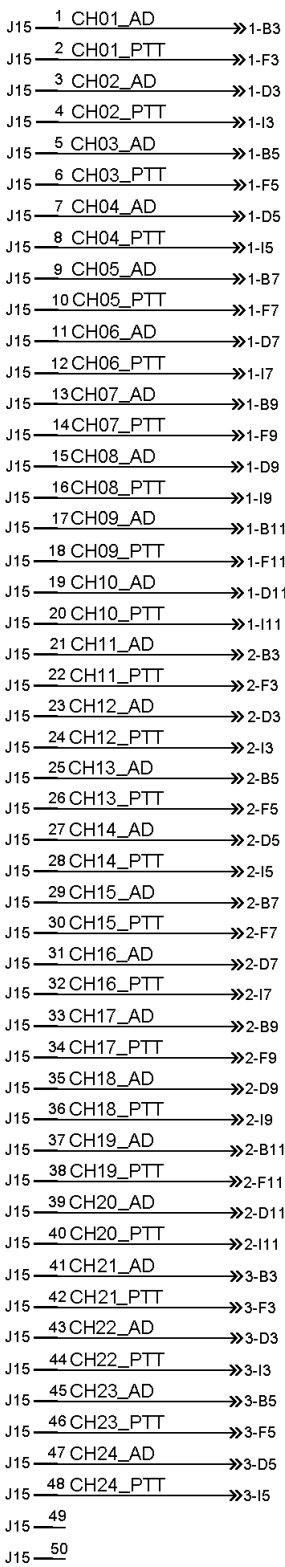 J15 1 CH01_AD 1-B3
J15 2 CH01_PTT 1-F3
J15 3 CH02_AD 1-D3
J15 4 CH02_PTT 1-I3
J15 5 CH03_AD 1-B5
J15 6 CH03_PTT 1-F5
J15 7 CH04_AD 1-D5
J15 8 CH04_PTT 1-I5
J15 9 CH05_AD 1-B7
J15 10 CH05_PTT 1-F7
J15 11 CH06_AD 1-D7
J15 12 CH06_PTT 1-I7
J15 13 CH07_AD 1-B9
J15 14 CH07_PTT 1-F9
J15 15 CH08_AD 1-D9
J15 16 CH08_PTT 1-I9
J15 17 CH09_AD 1-B11
J15 18 CH09_PTT 1-F11
J15 19 CH10_AD 1-D11
J15 20 CH10_PTT 1-I11
J15 21 CH11_AD 2-B3
J15 22 CH11_PTT 2-F3
J15 23 CH12_AD 2-D3
J15 24 CH12_PTT 2-I3
J15 25 CH13_AD 2-B5
J15 26 CH13_PTT 2-F5
J15 27 CH14_AD 2-D5
J15 28 CH14_PTT 2-I5
J15 29 CH15_AD 2-B7
J15 30 CH15_PTT 2-F7
J15 31 CH16_AD 2-D7
J15 32 CH16_PTT 2-I7
J15 33 CH17_AD 2-B9
J15 34 CH17_PTT 2-F9
J15 35 CH18_AD 2-D9
J15 36 CH18_PTT 2-I9
J15 37 CH19_AD 2-B11
J15 38 CH19_PTT 2-F11
J15 39 CH20_AD 2-D11
J15 40 CH20_PTT 2-I11
J15 41 CH21_AD 3-B3
J15 42 CH21_PTT 3-F3
J15 43 CH22_AD 3-D3
J15 44 CH22_PTT 3-I3
J15 45 CH23_AD 3-B5
J15 46 CH23_PTT 3-F5
J15 47 CH24_AD 3-D5
J15 48 CH24_PTT 3-I5
J15 49
J15 50